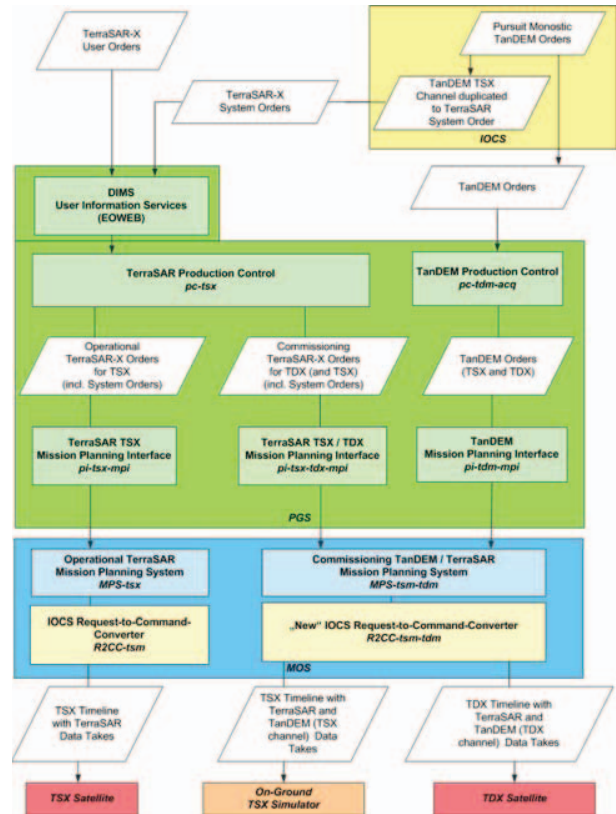 TerraSAR-X
User Orders
Pursuit Monostic
TanDEM Orders
TerraSAR-X
System Orders
TanDEM TSX
Channel duplicated
to TerraSAR
System Order
IOCS
TanDEM Orders
DIMS
User Information Services
(EOWEB)
TerraSAR Production Control
pc-tsx
TanDEM Production Control
pc-tdm-acq
Operational
TerraSAR-X Orders
for TSX
(incl. System Orders)
Commissioning
TerraSAR-X Orders
for TDX (and TSX)
(incl. System Orders)
TanDEM Orders
(TSX and TDX)
TerraSAR TSX
Mission Planning Interface
pi-tsx-mpi
TerraSAR TSX / TDX
Mission Planning Interface
pi-tsx-tdx-mpi
TanDEM
Mission Planning Interface
pi-tdm-mpi
PGS
Operational TerraSAR
Mission Planning System
MPS-tsx
Commissioning TanDEM / TerraSAR
Mission Planning System
MPS-tsm-tdm
IOCS Request-to-Command-
Converter
R2CC-tsm
„New“ IOCS Request-to-Command-Converter
R2CC-tsm-tdm
MOS
TSX Timeline
with TerraSAR
Data Takes
TSX Timeline with
TerraSAR and
TanDEM (TSX
channel) Data
Takes
TDX Timeline with
TerraSAR and
TanDEM (TDX
channel) Data Takes
TSX Satellite
On-Ground
TSX Simulator
TDX Satellite